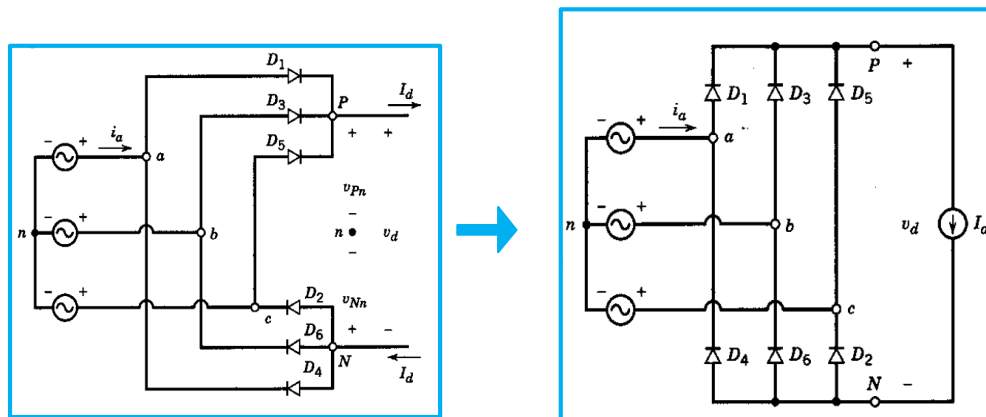 D1
D3
P
Id
ia
D5
+ +
− + a
vPn
−
n − + b n vd
−
− + c D2 vNn
+ −
D6
N
D4 Id
P +
D1 D3 D5
ia
− + a
n − + b vd Id
− + c
D4 D6 D2
N −